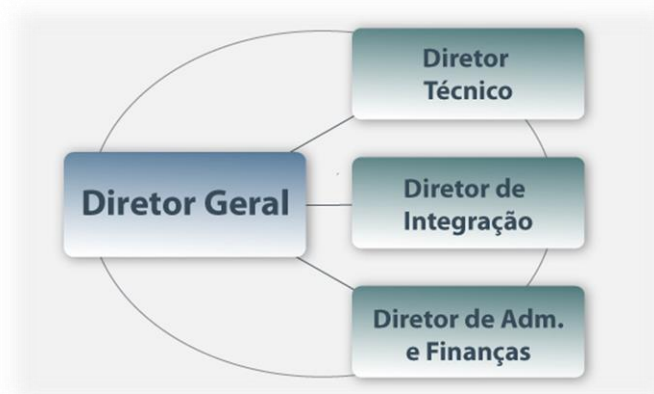 Diretor
Técnico
Diretor Geral
Diretor de
Integração
Diretor de Adm.
e Finanças